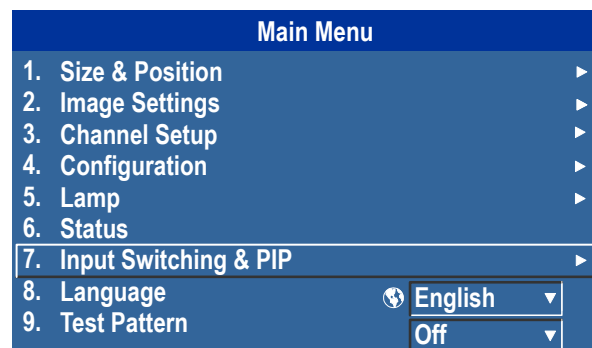 Main Menu
1. Size & Position
2. Image Settings
3. Channel Setup
4. Configuration
5. Lamp
6. Status
7. Input Switching & PIP
8. Language English
9. Test Pattern Off